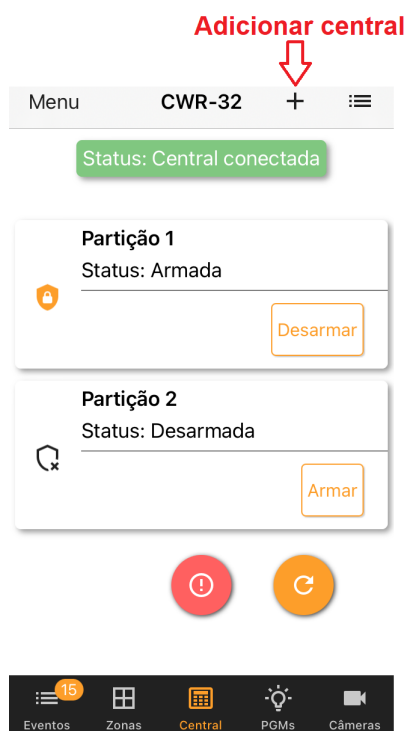 Adicionar central
Menu CWR-32 +
Status: Central conectada
Partição 1
Status: Armada
Desarmar
Partição 2
Status: Desarmada
Armar
15
Eventos Zonas Central PGMs Câmeras